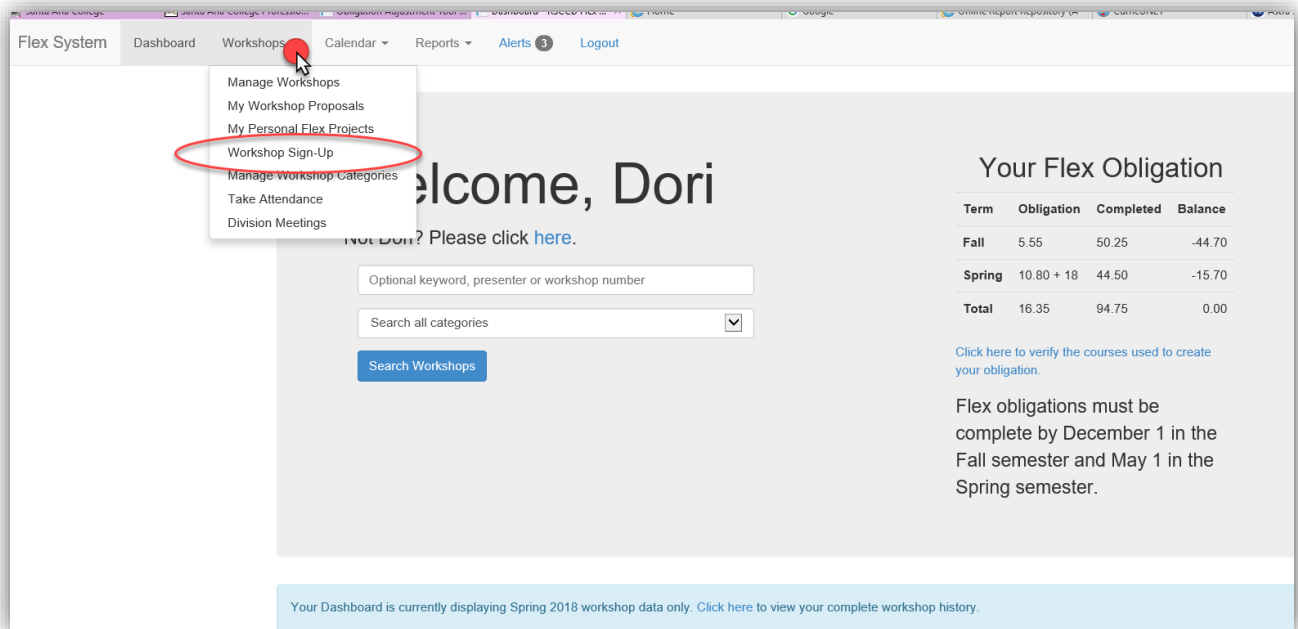 Flex System Dashboard Workshops Calendar Reports Alerts 3 Logout
Manage Workshops
My Workshop Proposals
My Personal Flex Projects
Workshop Sign-Up
Manage Workshop Categories
Take Attendance
Division Meetings
elcome, Dori
Not Dori? Please click here.
Optional keyword, presenter or workshop number
Search all categories
Search Workshops
Your Flex Obligation
Term Obligation Completed Balance
Fall 5.55 50.25 -44.70
Spring 10.80 + 18 44.50 -15.70
Total 16.35 94.75 0.00
Click here to verify the courses used to create
your obligation.
Flex obligations must be
complete by December 1 in the
Fall semester and May 1 in the
Spring semester.
Your Dashboard is currently displaying Spring 2018 workshop data only. Click here to view your complete workshop history.